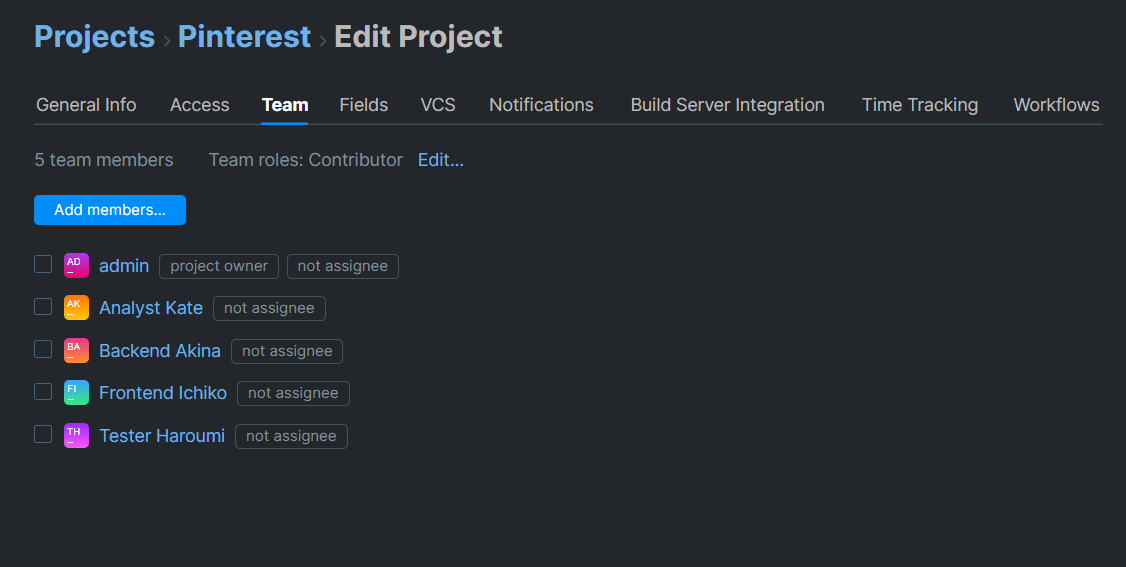 Projects › Pinterest › Edit Project
General Info Access Team Fields VCS Notifications Build Server Integration Time Tracking Workflows
5 team members Team roles: Contributor Edit...
Add members...
AD admin project owner not assignee
AK Analyst Kate not assignee
BA Backend Akina not assignee
FI Frontend Ichiko not assignee
TH Tester Haroumi not assignee